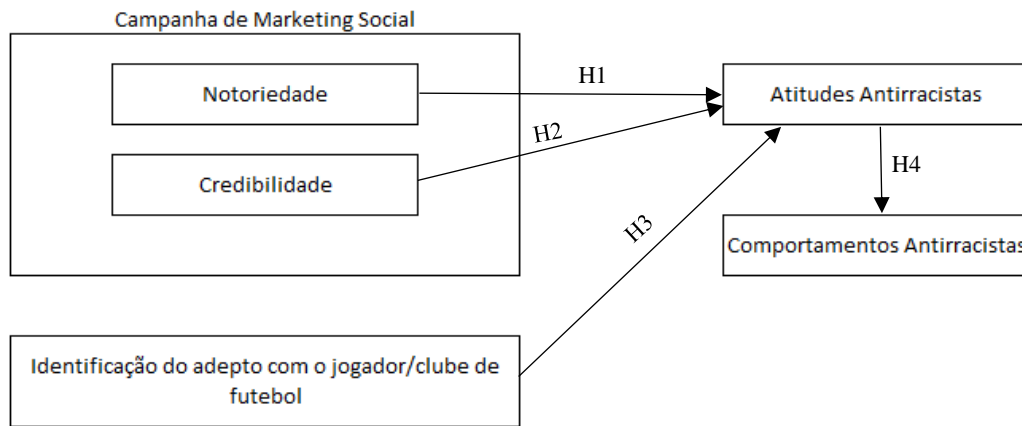 Campanha de Marketing Social
Notoriedade
H1
Atitudes Antirracistas
H2
Credibilidade
H4
H3
Comportamentos Antirracistas
Identificação do adepto com o jogador/clube de
futebol